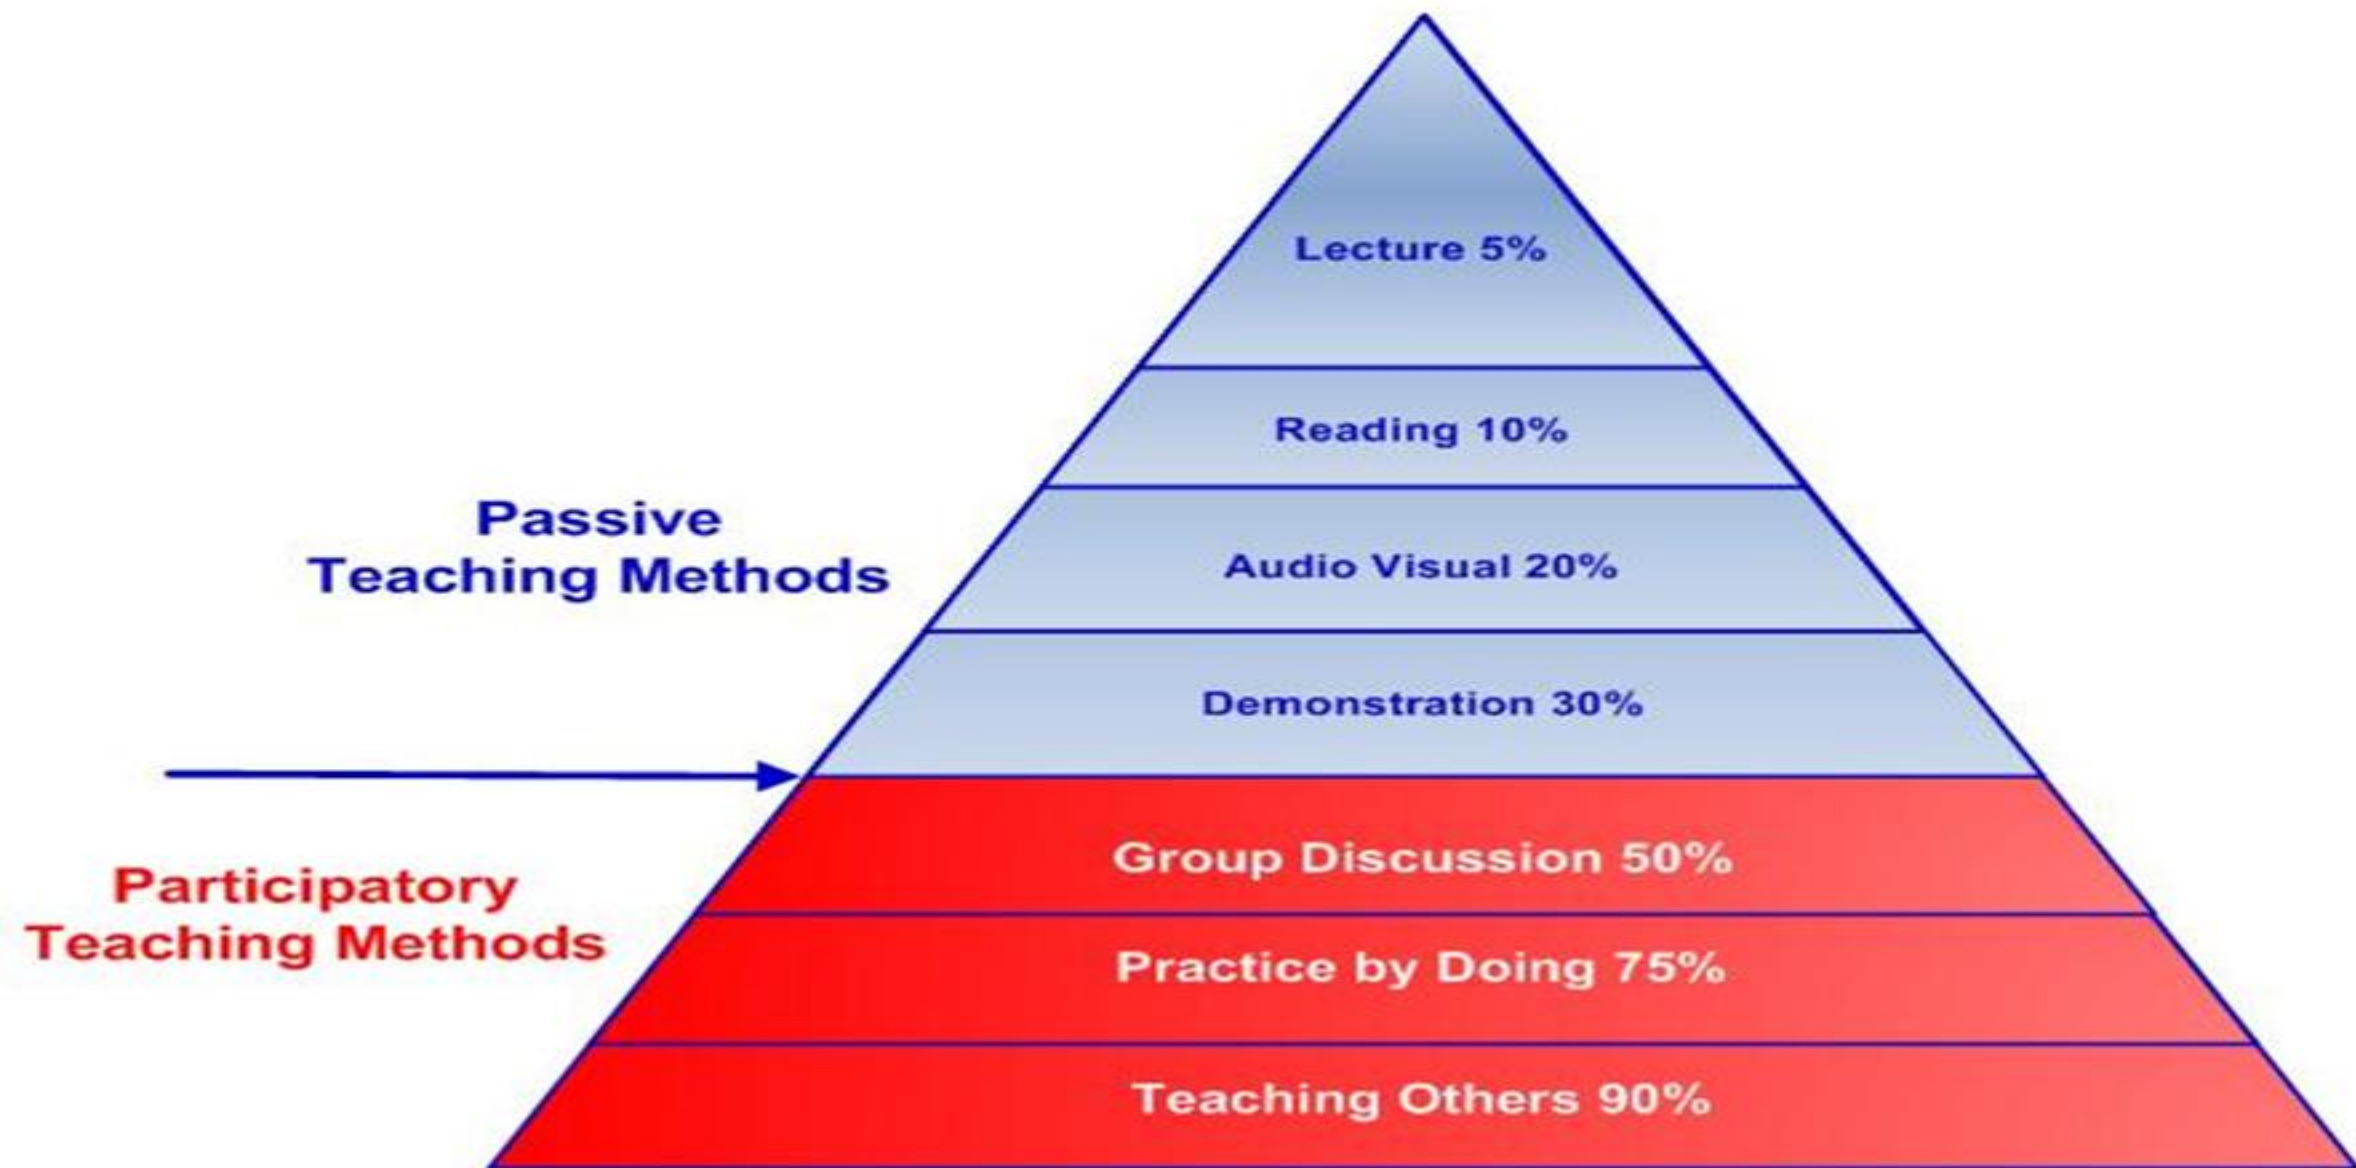 Lecture 5%
Reading 10%
Audio Visual 20%
Demonstration 30%
Passive
Teaching Methods
Group Discussion 50%
Practice by Doing 75%
Teaching Others 90%
Participatory
Teaching Methods